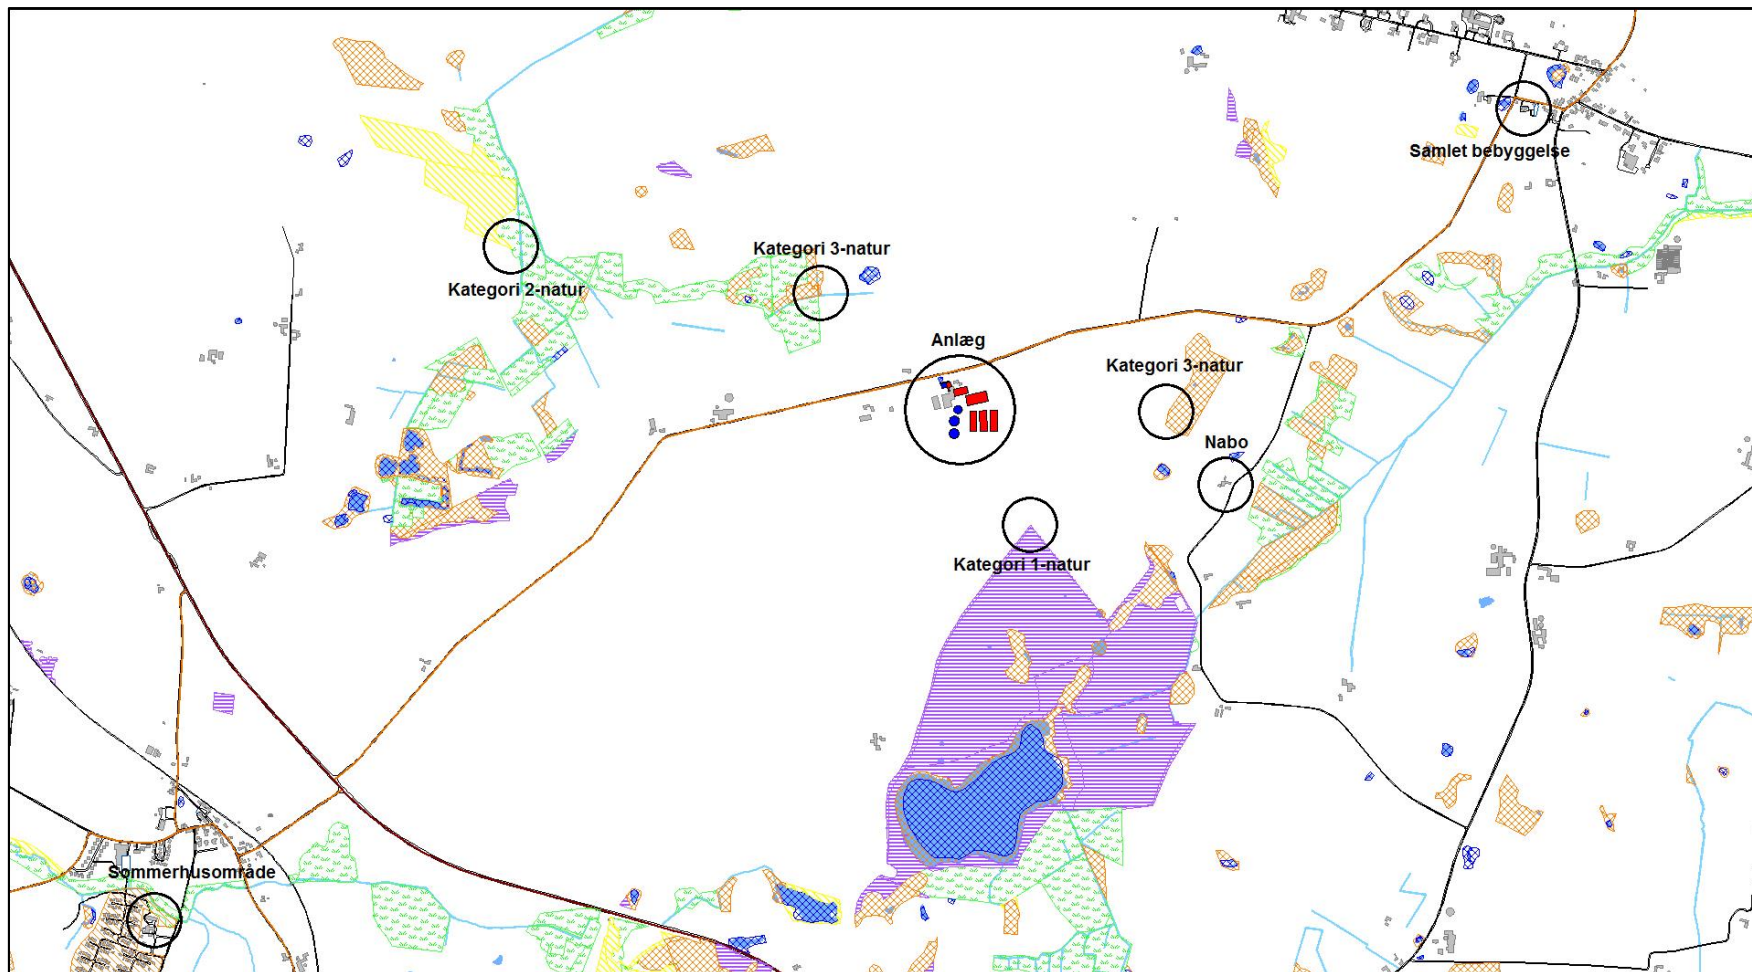 Samlet bebyggelse
Kategori 3-natur
Kategori 2-natur
Anlæg
Kategori 3-natur
Nabo
Kategori 1-natur
Sommerhusområde